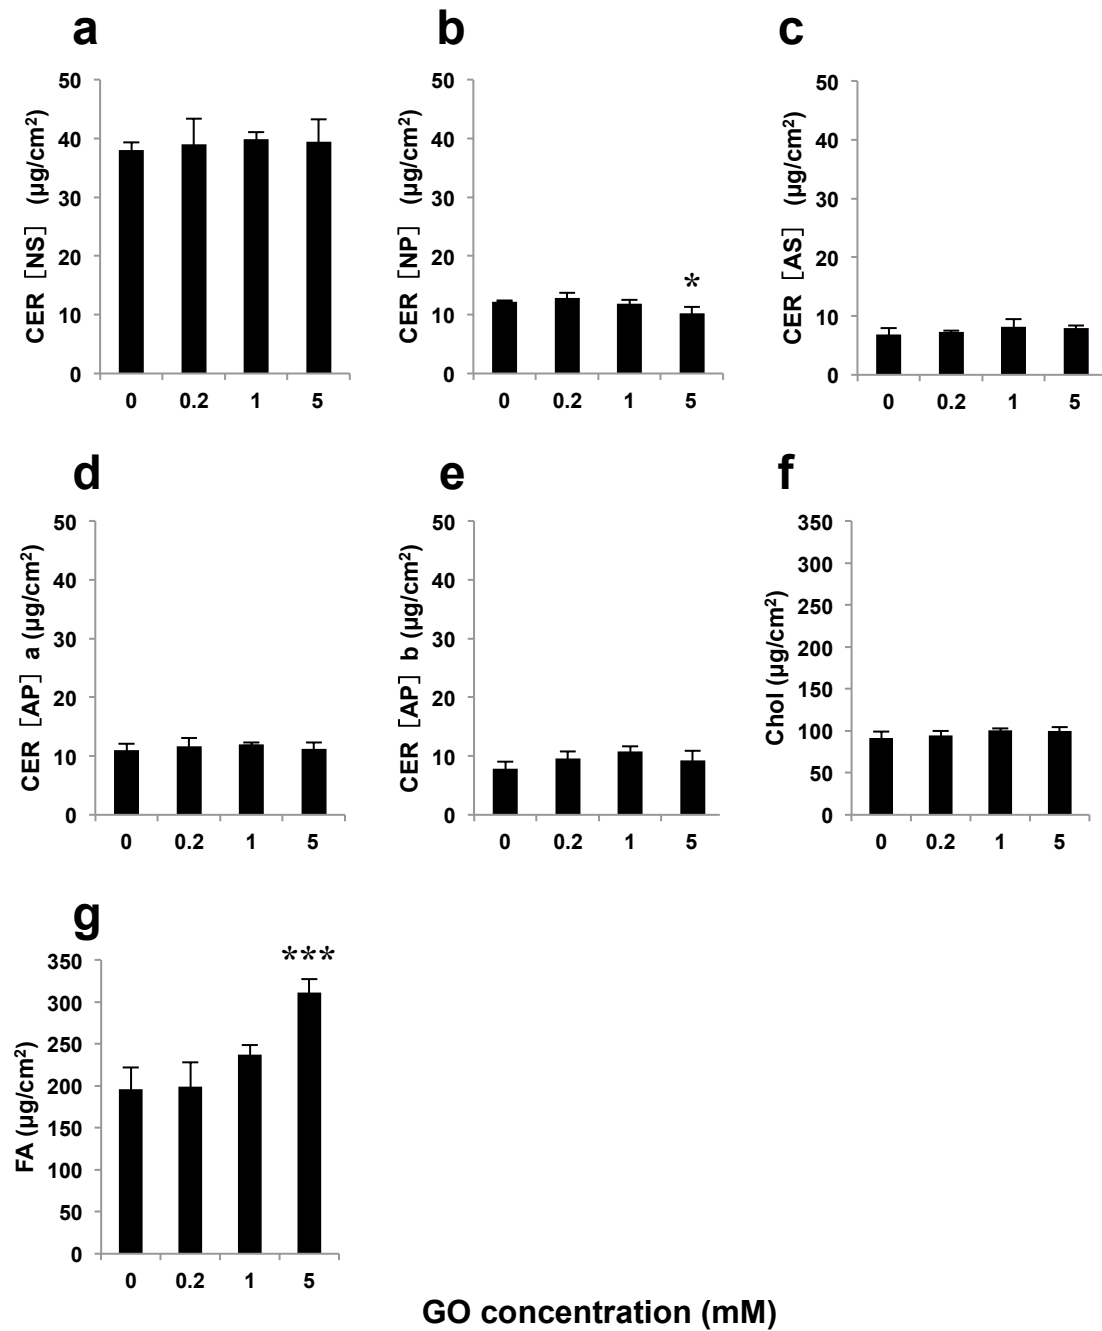 a
CER [NS] (µg/cm²)
50
40
30
20
10
0
0 0.2 1 5
b
CER [NP] (µg/cm²)
50
40
30
20
10
0
*
0 0.2 1 5
c
CER [AS] (µg/cm²)
50
40
30
20
10
0
0 0.2 1 5
d
CER [AP] a (µg/cm²)
50
40
30
20
10
0
0 0.2 1 5
e
CER [AP] b (µg/cm²)
50
40
30
20
10
0
0 0.2 1 5
f
Chol (µg/cm²)
350
300
250
200
150
100
50
0
0 0.2 1 5
g
FA (µg/cm²)
350
300
250
200
150
100
50
0
***
0 0.2 1 5
GO concentration (mM)